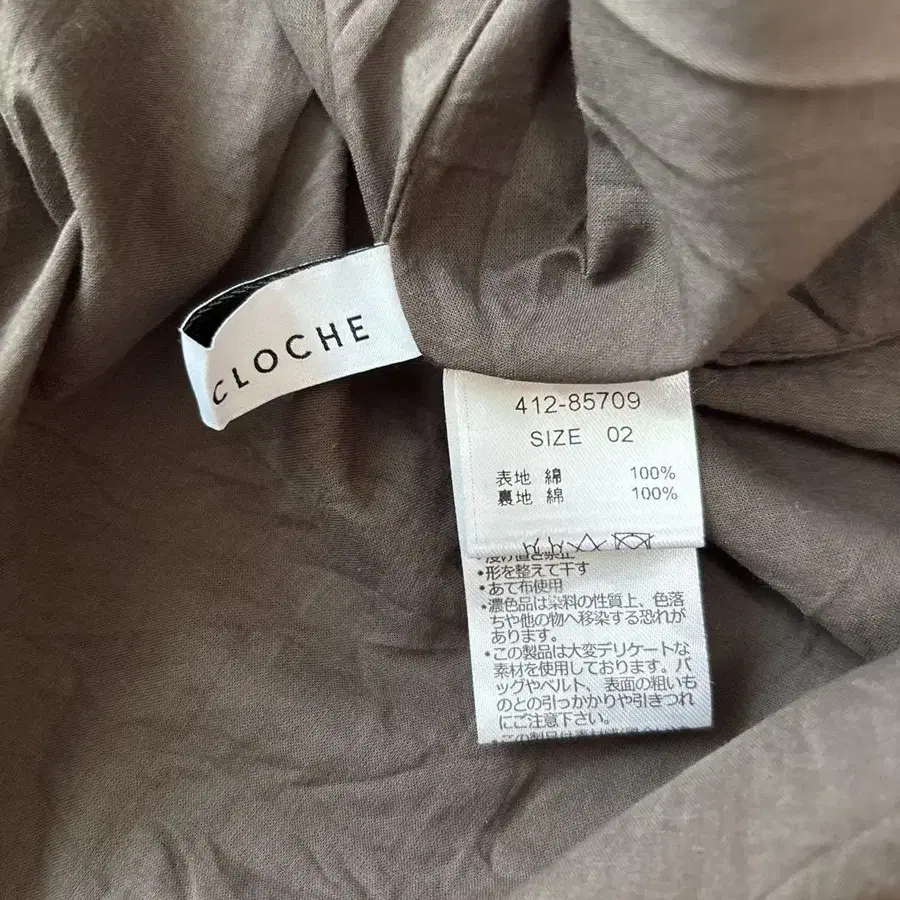 CLOCHE
412-85709
SIZE 02
表地 綿 100%
裏地 綿 100%
・形を整えて干す
・あて布使用
・濃色品は染料の性質上、色落
ちや他の物へ移染する恐れが
あります。
・この製品は大変デリケートな
素材を使用しております。バ
ッグやベルト、表面の粗いも
のとの引っかかりや引きつれ
にご注意下さい。